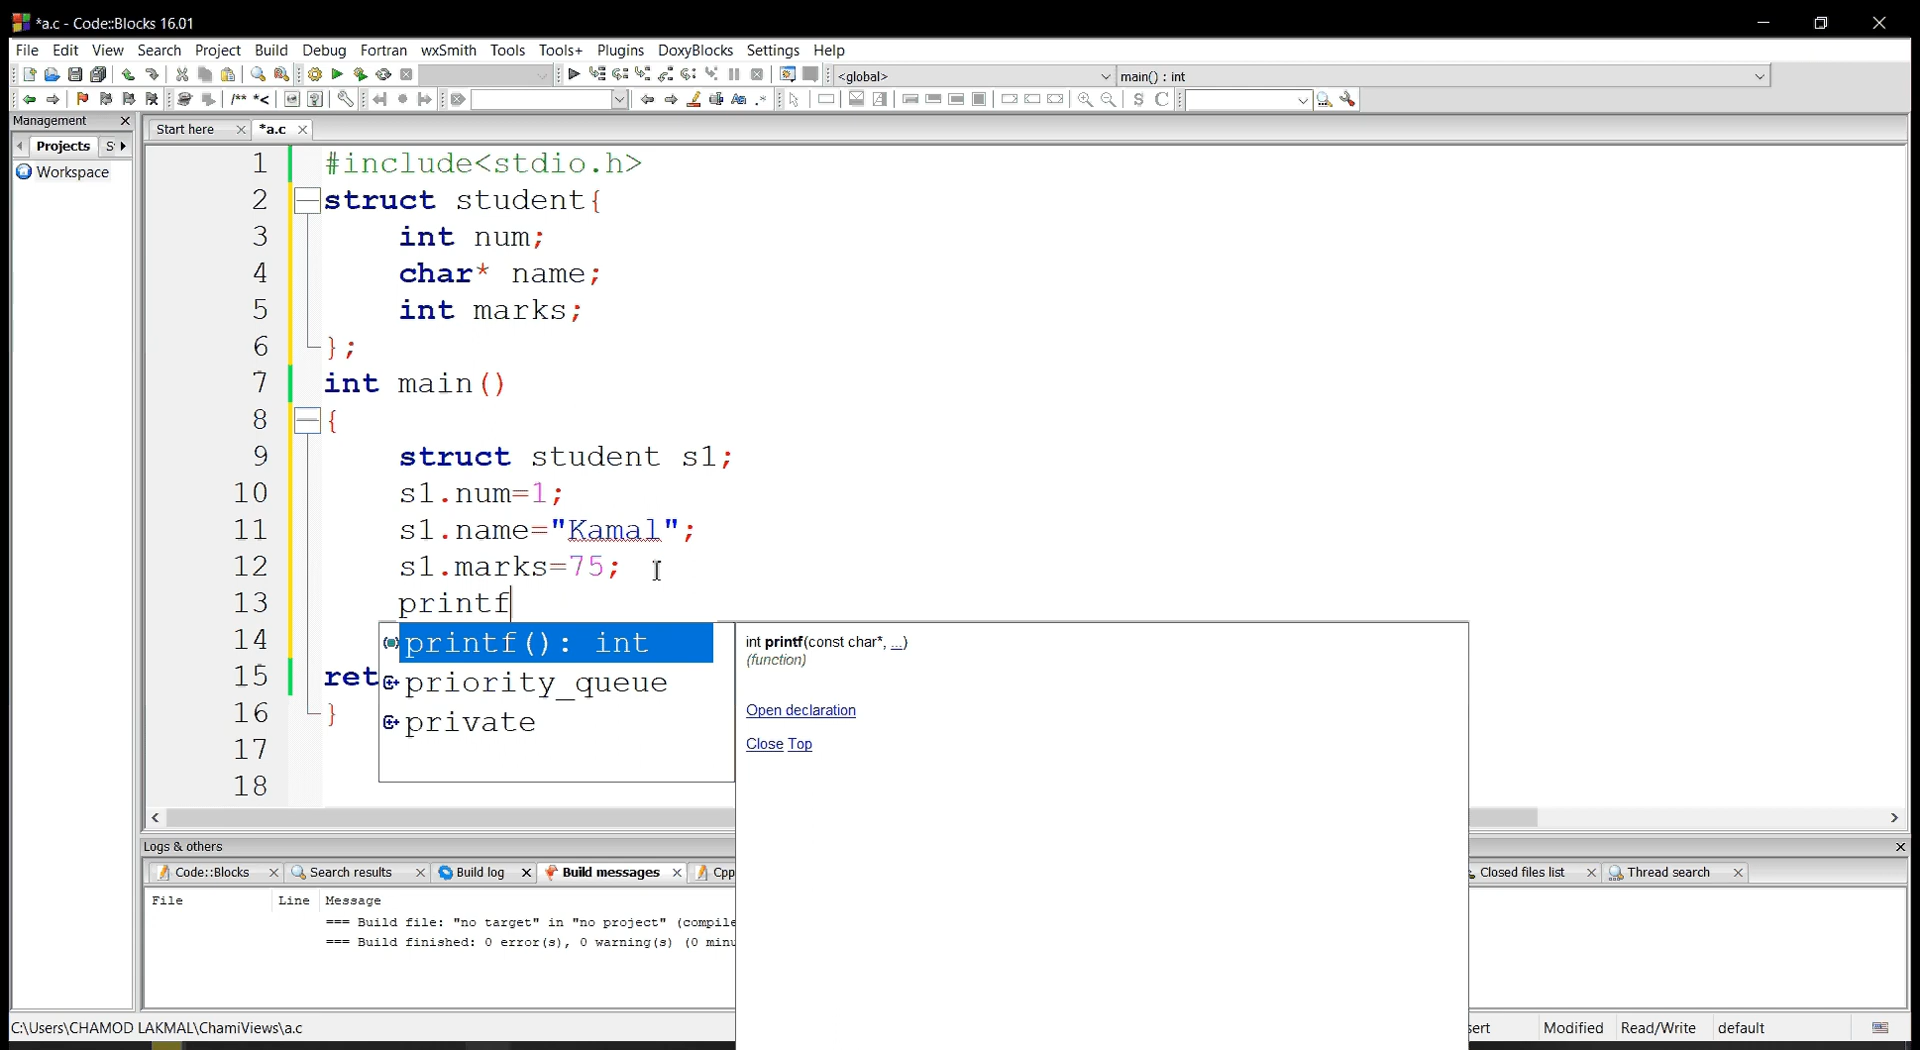 *a.c - Code::Blocks 16.01
File Edit View Search Project Build Debug Fortran wxSmith Tools Tools+ Plugins DoxyBlocks Settings Help
<global> main() : int
/** *<
Management
Start here *a.c
Projects S
Workspace
1 #include<stdio.h>
2 struct student{
3 int num;
4 char* name;
5 int marks;
6 };
7 int main()
8 {
9 struct student s1;
10 s1.num=1;
11 s1.name="Kamal";
12 s1.marks=75;
13 printf
14 printf(): int
int printf(const char*, ...)
(function)
15 ret priority_queue
Open declaration
16 } private
Close Top
17
18
Logs & others
Code::Blocks Search results Build log Build messages Cpp Closed files list Thread search
File Line Message
=== Build file: "no target" in "no project" (compile
=== Build finished: 0 error(s), 0 warning(s) (0 minu
C:\Users\CHAMOD LAKMAL\ChamiViews\a.c sert Modified Read/Write default